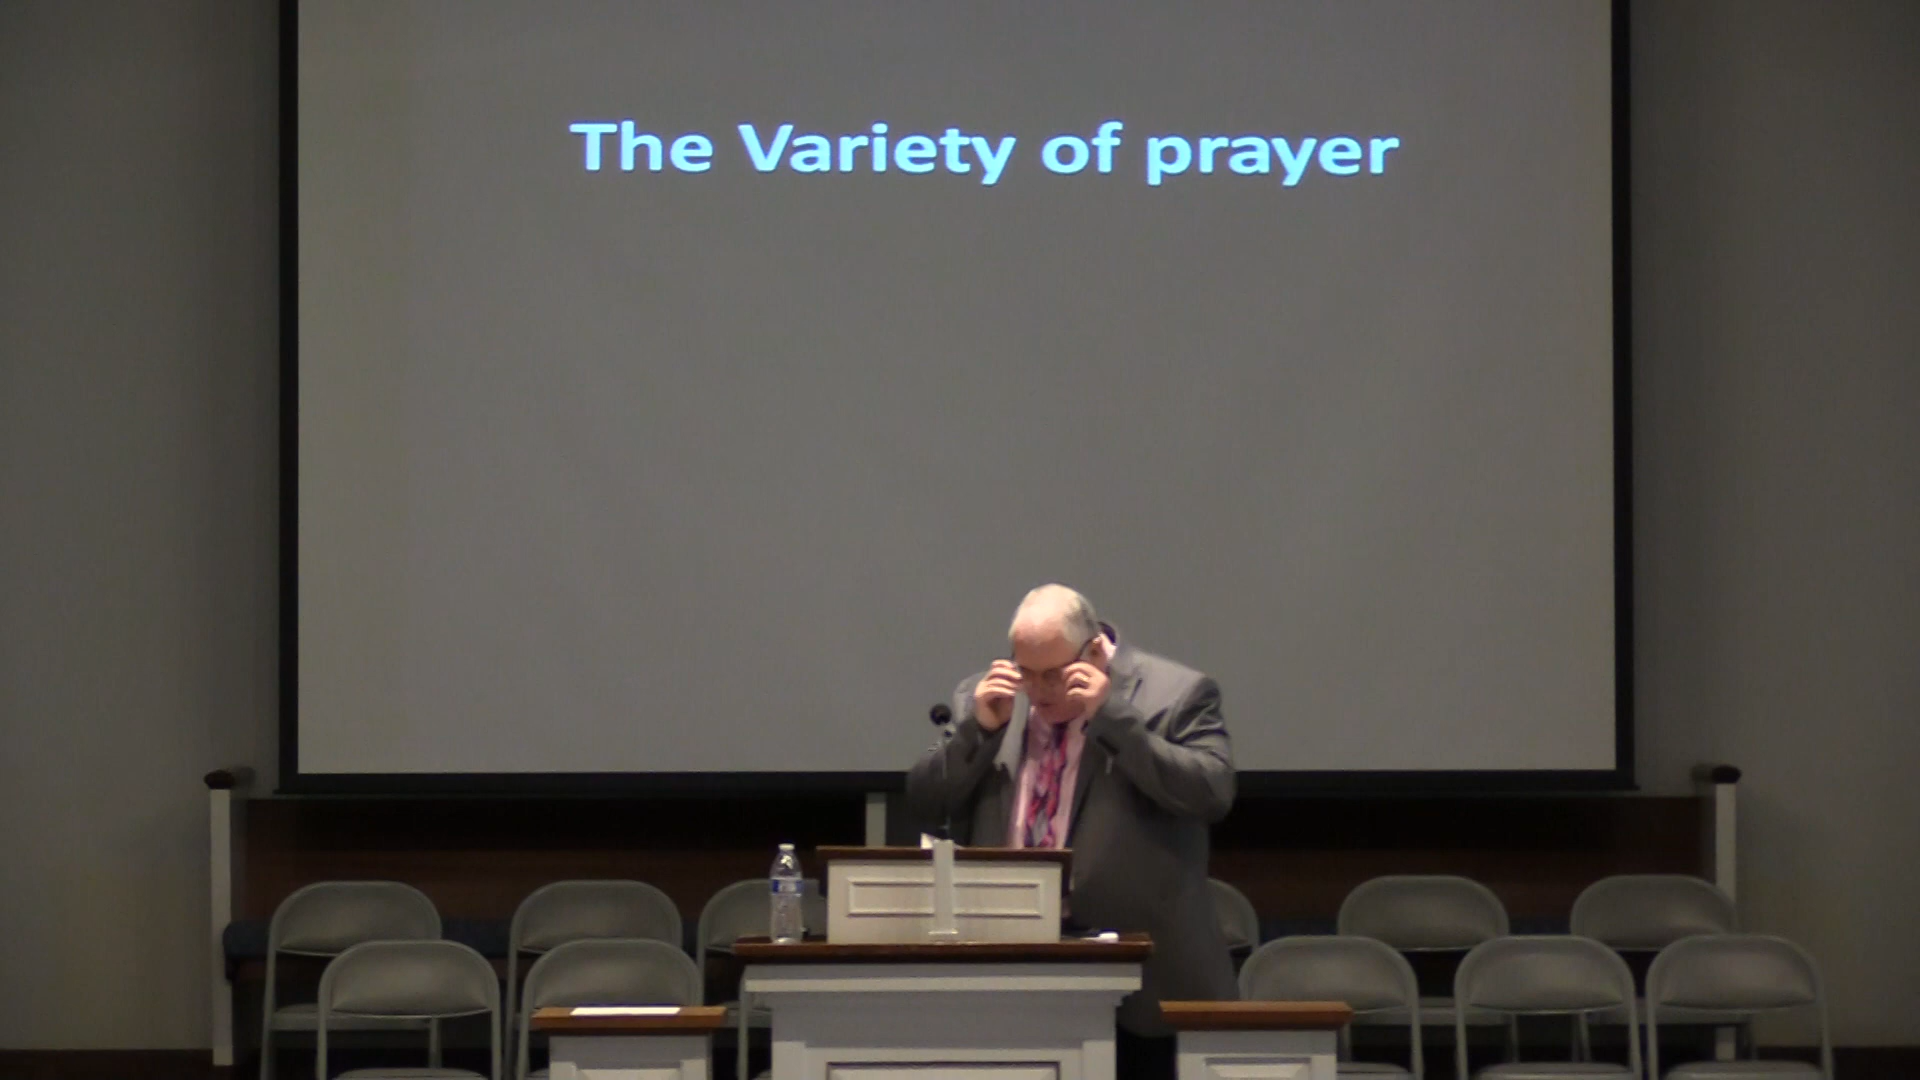 The Variety of prayer